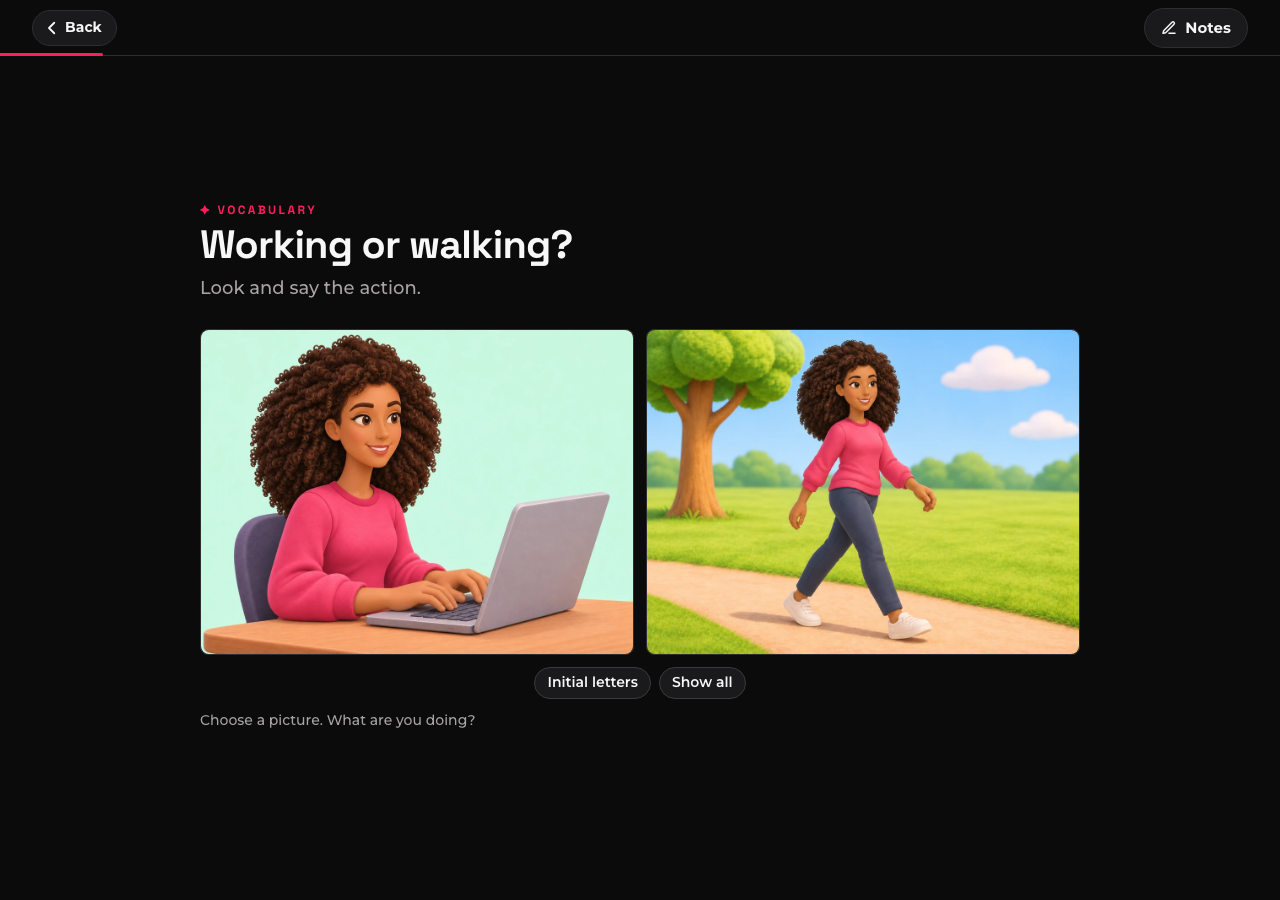 Back
Notes
VOCABULARY
Working or walking?
Look and say the action.
Initial letters
Show all
Choose a picture. What are you doing?